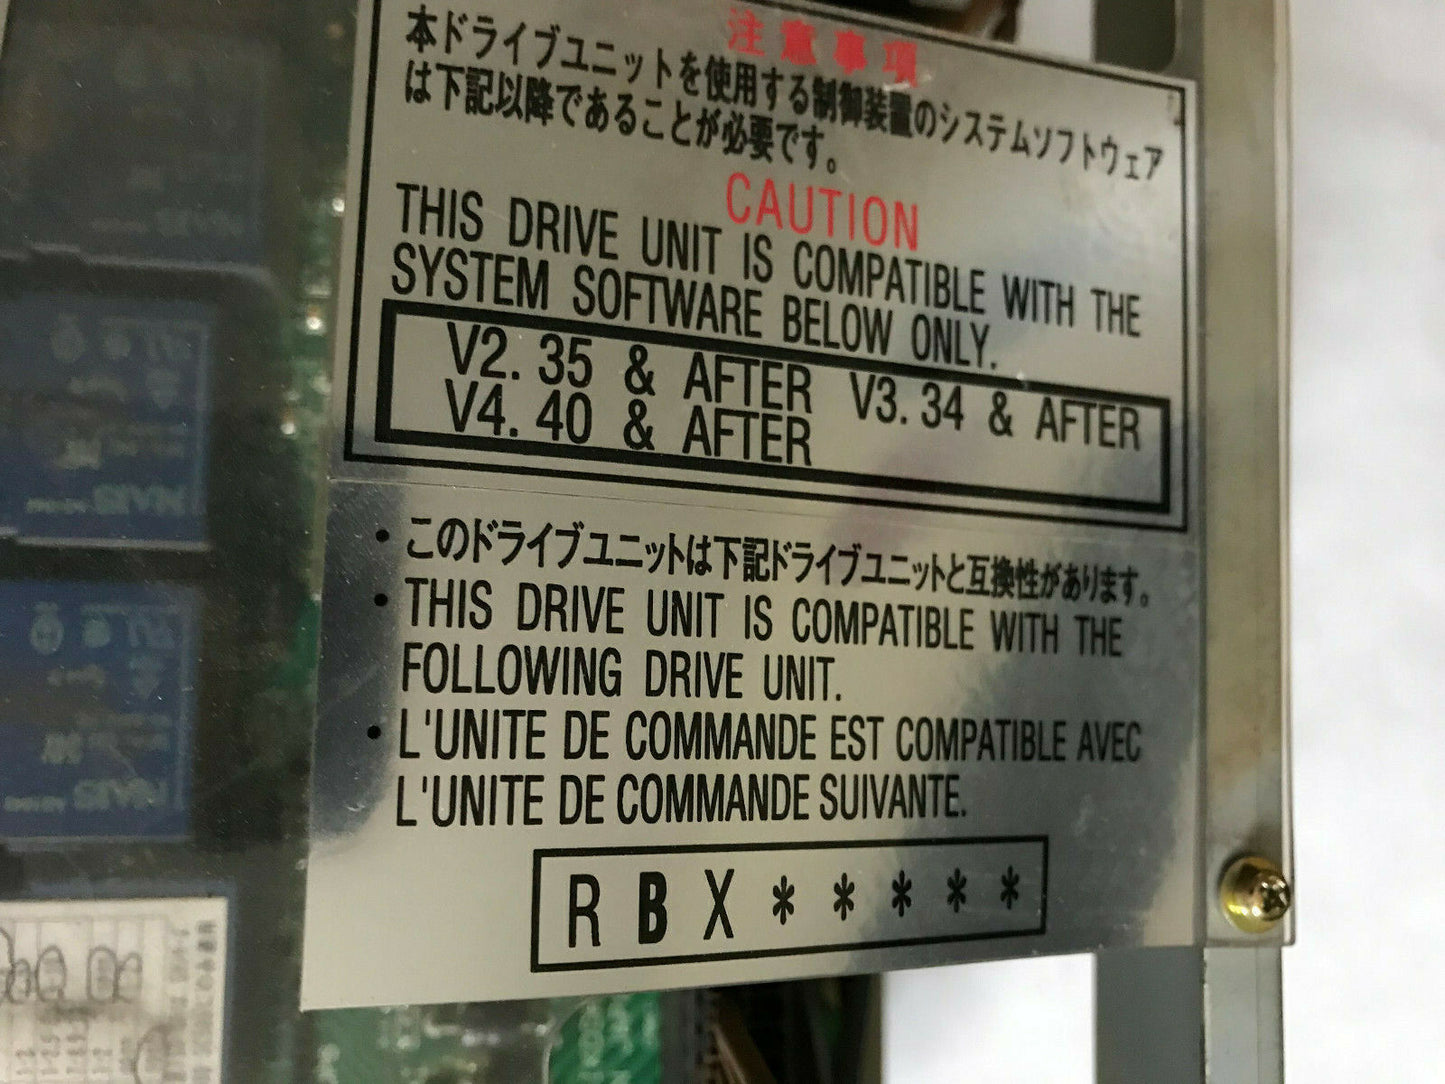 注意事項
本ドライブユニットを使用する制御装置のシステムソフトウェア
は下記以降であることが必要です。
CAUTION
THIS DRIVE UNIT IS COMPATIBLE WITH THE
SYSTEM SOFTWARE BELOW ONLY.
V2.35 & AFTER V3.34 & AFTER
V4.40 & AFTER
・このドライブユニットは下記ドライブユニットと互換性があります。
・THIS DRIVE UNIT IS COMPATIBLE WITH THE
FOLLOWING DRIVE UNIT.
・L'UNITE DE COMMANDE EST COMPATIBLE AVEC
L'UNITE DE COMMANDE SUIVANTE.
RBX*****